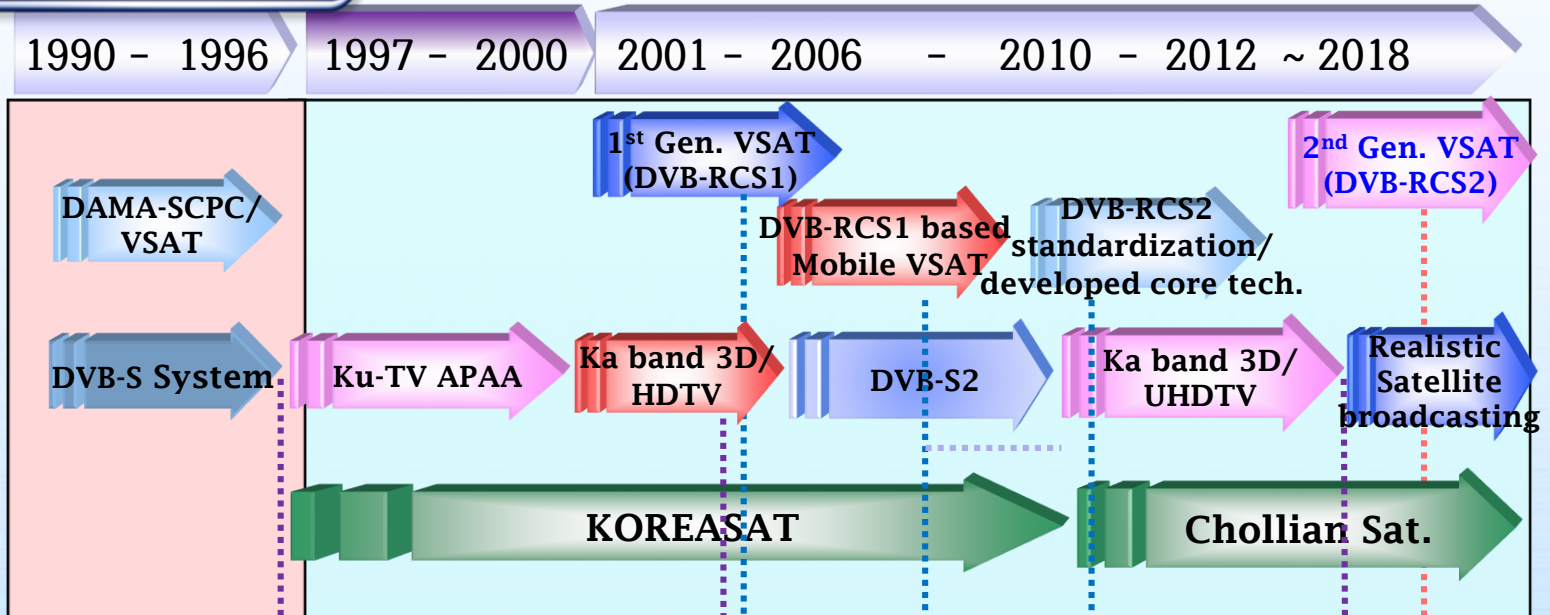 1990 - 1996
1997 - 2000
2001 - 2006 - 2010 - 2012 ~ 2018
1st Gen. VSAT
(DVB-RCS1)
2nd Gen. VSAT
(DVB-RCS2)
DAMA-SCPC/
VSAT
DVB-RCS1 based
Mobile VSAT
DVB-RCS2
standardization/
developed core tech.
DVB-S System
Ku-TV APAA
Ka band 3D/
HDTV
DVB-S2
Ka band 3D/
UHDTV
Realistic
Satellite
broadcasting
KOREASAT
Chollian Sat.